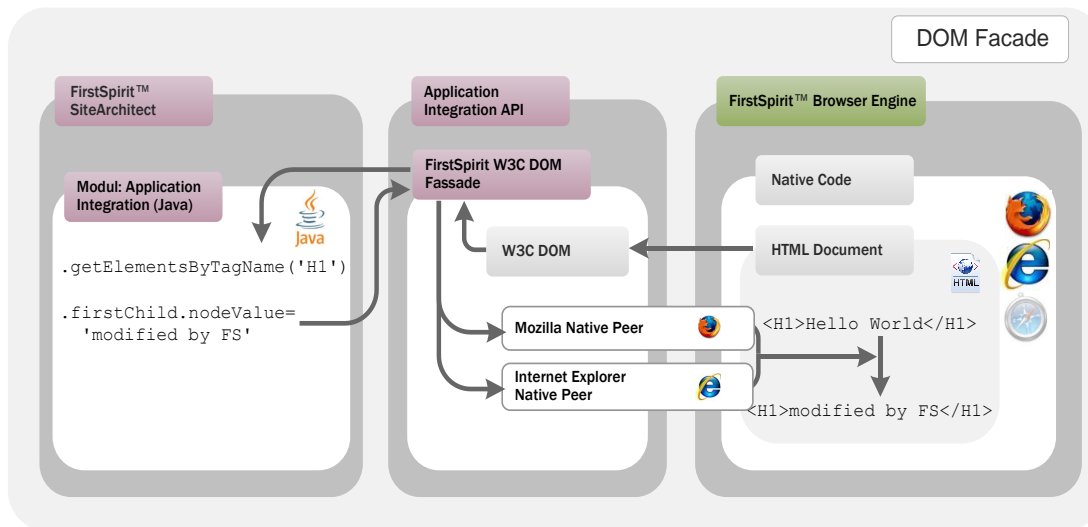 DOM Facade
FirstSpirit™
SiteArchitect
Modul: Application
Integration (Java)
Java
.getElementsByTagName('H1')
.firstChild.nodeValue=
'modified by FS'
Application
Integration API
FirstSpirit W3C DOM
Fassade
W3C DOM
Mozilla Native Peer
Internet Explorer
Native Peer
FirstSpirit™ Browser Engine
Native Code
HTML Document
HTML
<H1>Hello World</H1>
<H1>modified by FS</H1>